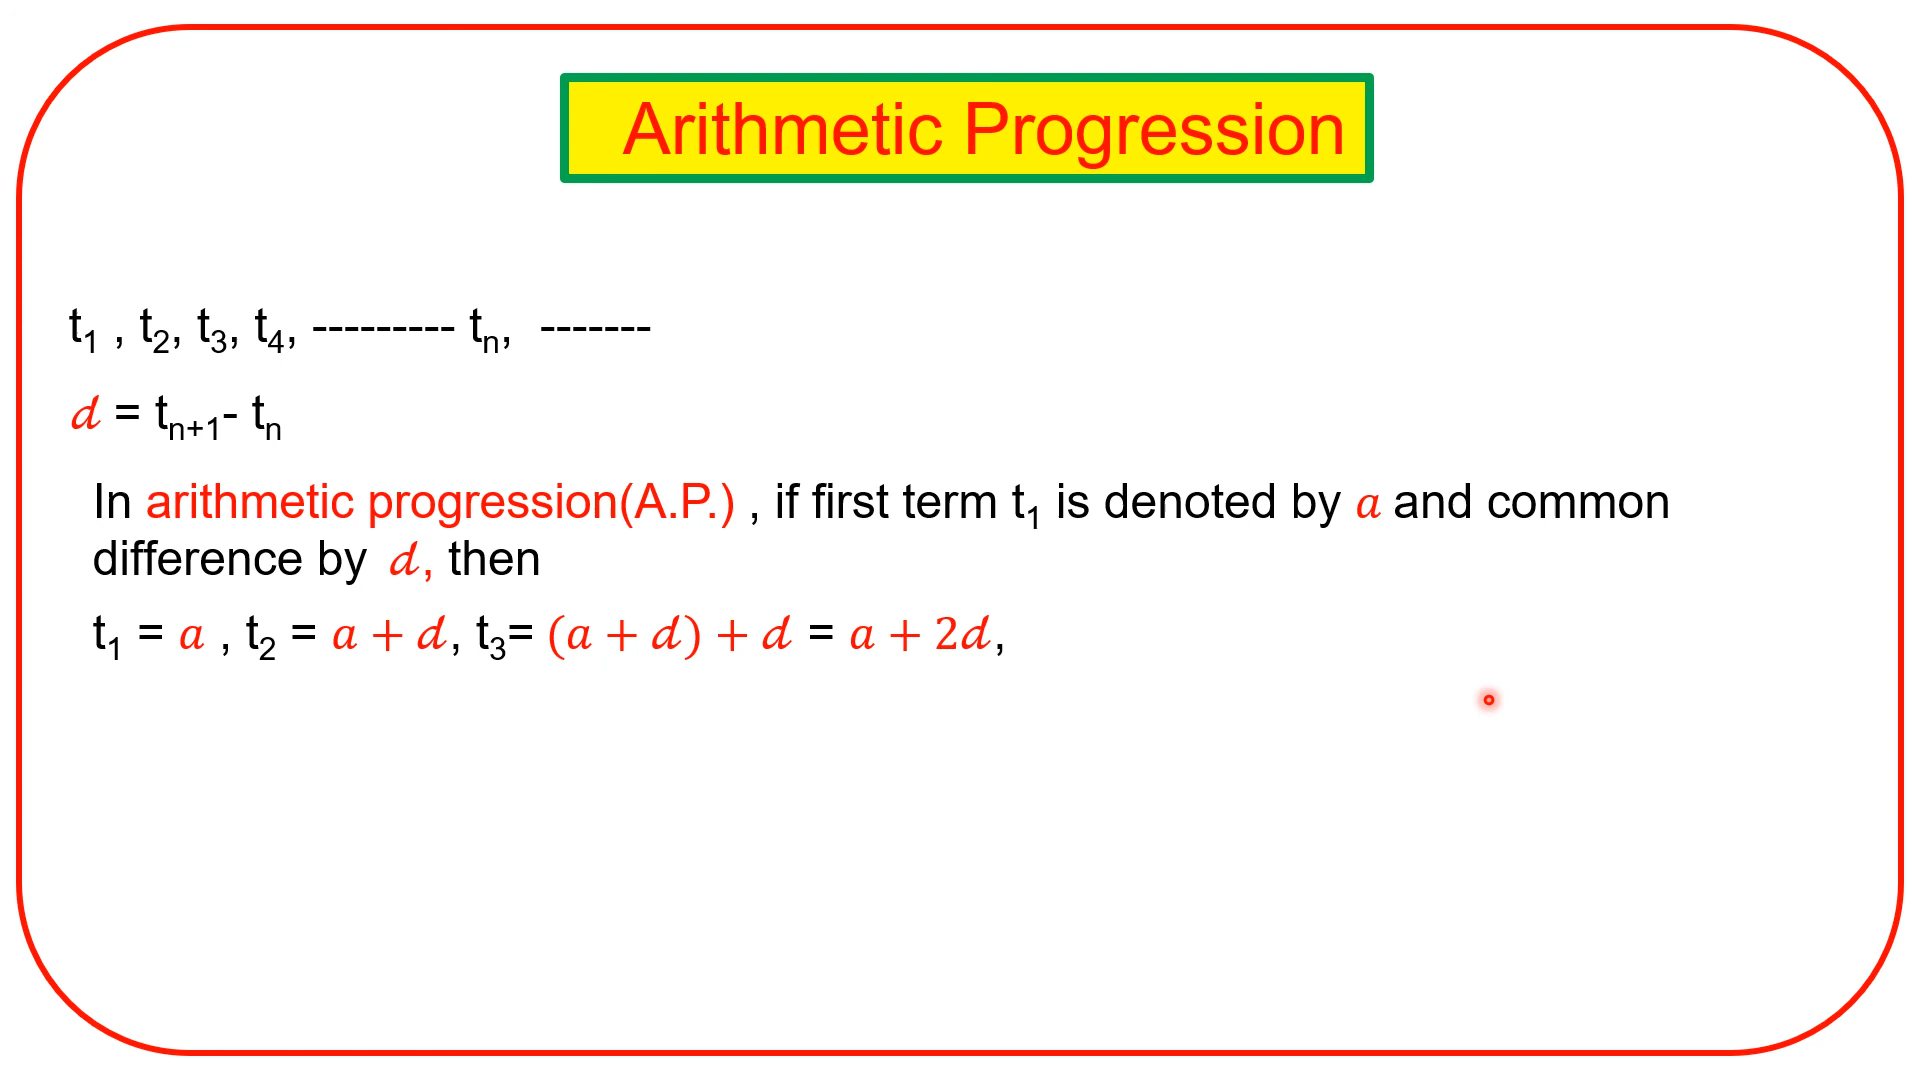 Arithmetic Progression
t₁ , t₂, t₃, t₄, --------- tₙ, -------
𝑑 = tₙ₊₁- tₙ
In arithmetic progression(A.P.) , if first term t₁ is denoted by 𝑎 and common
difference by 𝑑, then
t₁ = 𝑎 , t₂ = 𝑎 + 𝑑, t₃= (𝑎 + 𝑑) + 𝑑 = 𝑎 + 2𝑑,